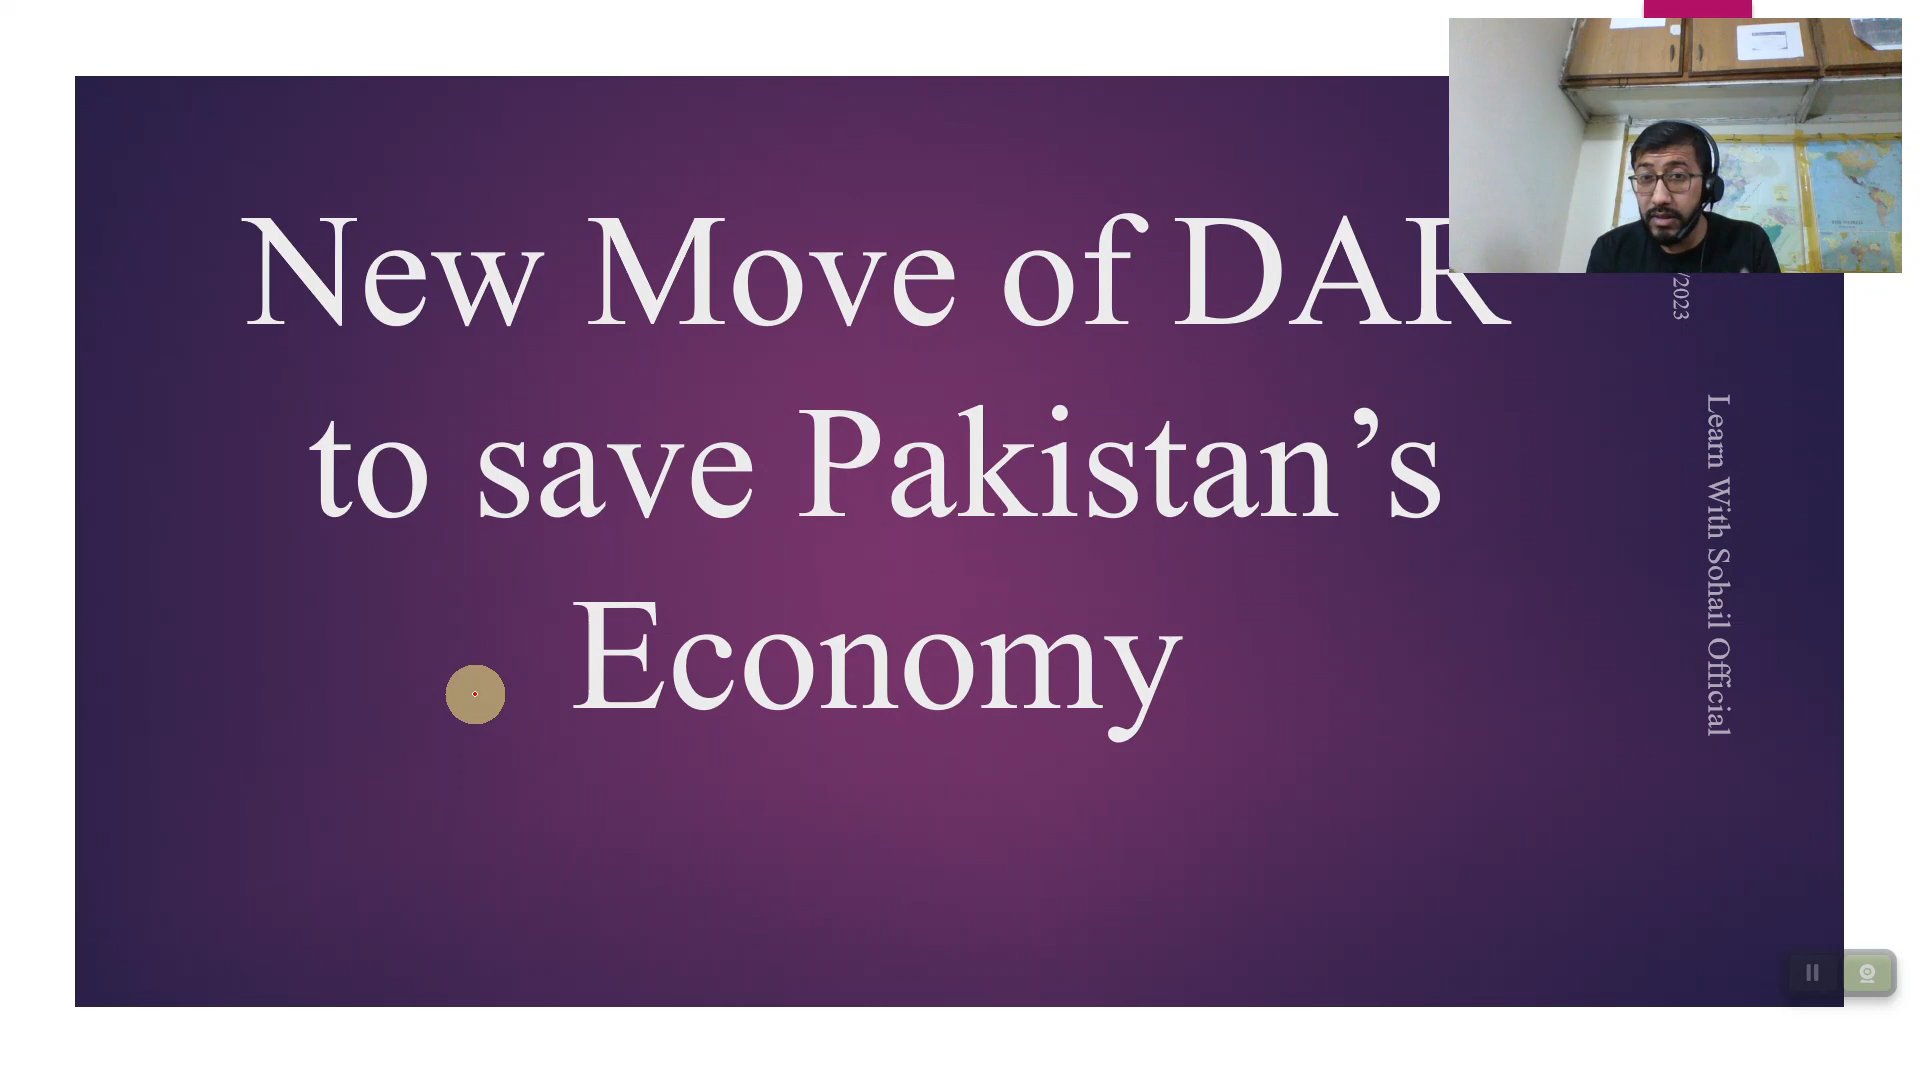 New Move of DAR
to save Pakistan’s
Economy
/2023
Learn With Sohail Official